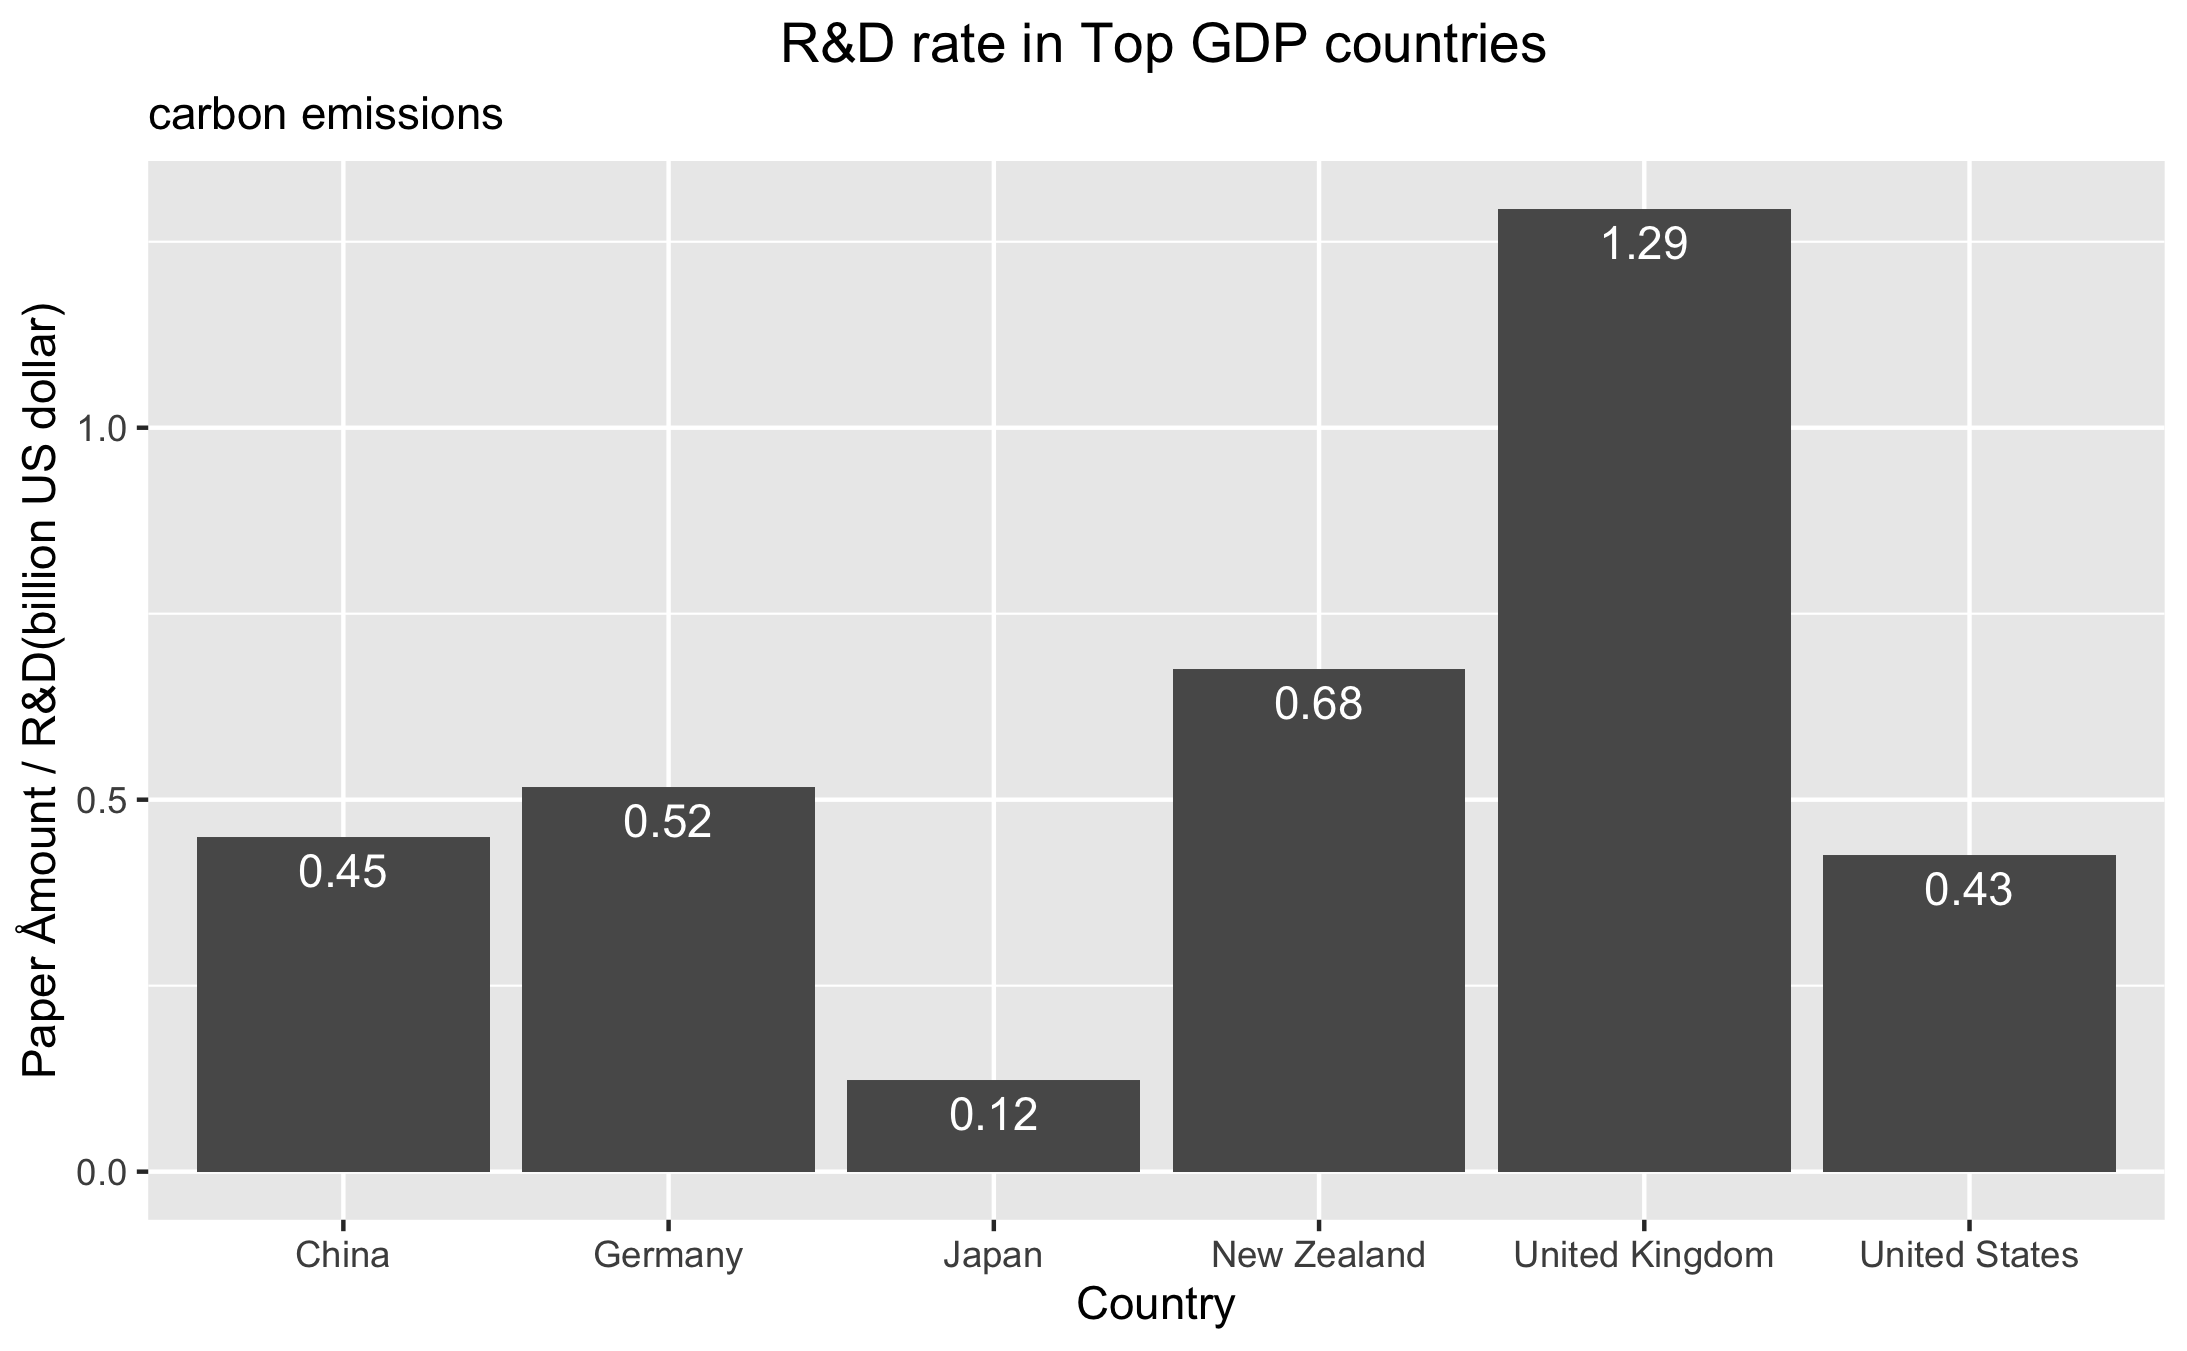 R&D rate in Top GDP countries
carbon emissions
Paper Åmount / R&D(billion US dollar)
1.0
0.5
0.0
0.45
0.52
0.12
0.68
1.29
0.43
China
Germany
Japan
New Zealand
United Kingdom
United States
Country